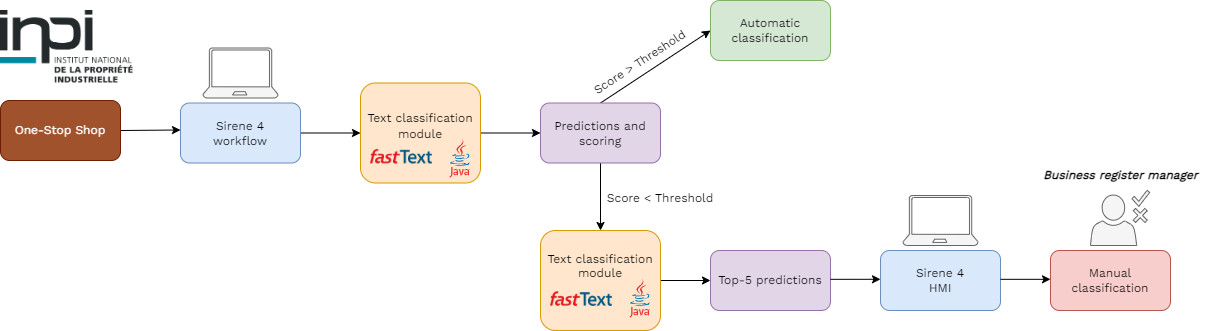 inpi
INSTITUT NATIONAL
DE LA PROPRIÉTÉ
INDUSTRIELLE
One-Stop Shop
Sirene 4
workflow
Text classification
module
fastText
Java
Predictions and
scoring
Score > Threshold
Automatic
classification
Score < Threshold
Text classification
module
fastText
Java
Top-5 predictions
Sirene 4
HMI
Business register manager
Manual
classification